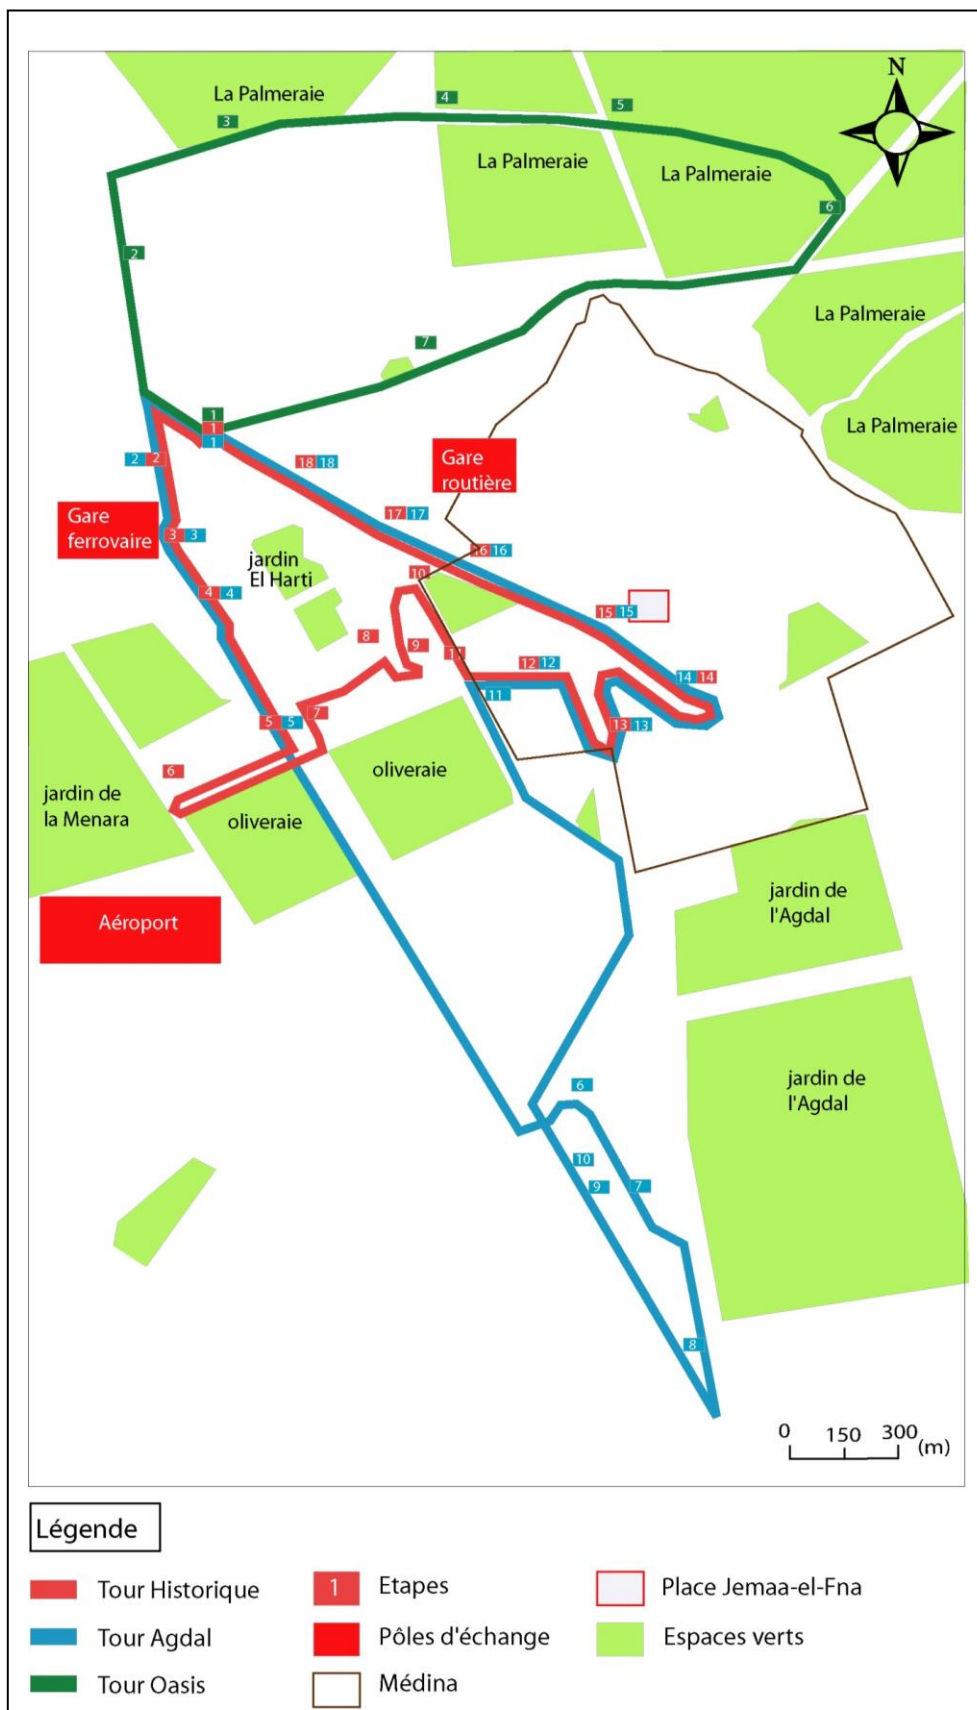 La Palmeraie
4
5
3
N
La Palmeraie
La Palmeraie
6
2
La Palmeraie
7
1
1
1
La Palmeraie
2 2
18 18
Gare
routière
Gare
ferrovaire
17 17
3 3
16 16
jardin
El Harti
10
4 4
15 15
8
9
11
12 12
14 14
11
5 5
7
13 13
6
jardin de
la Menara
oliveraie
oliveraie
Aéroport
jardin de
l'Agdal
6
jardin de
l'Agdal
10
9
7
8
0 150 300 (m)
Légende
Tour Historique
1 Etapes
Place Jemaa-el-Fna
Tour Agdal
Pôles d'échange
Espaces verts
Tour Oasis
Médina